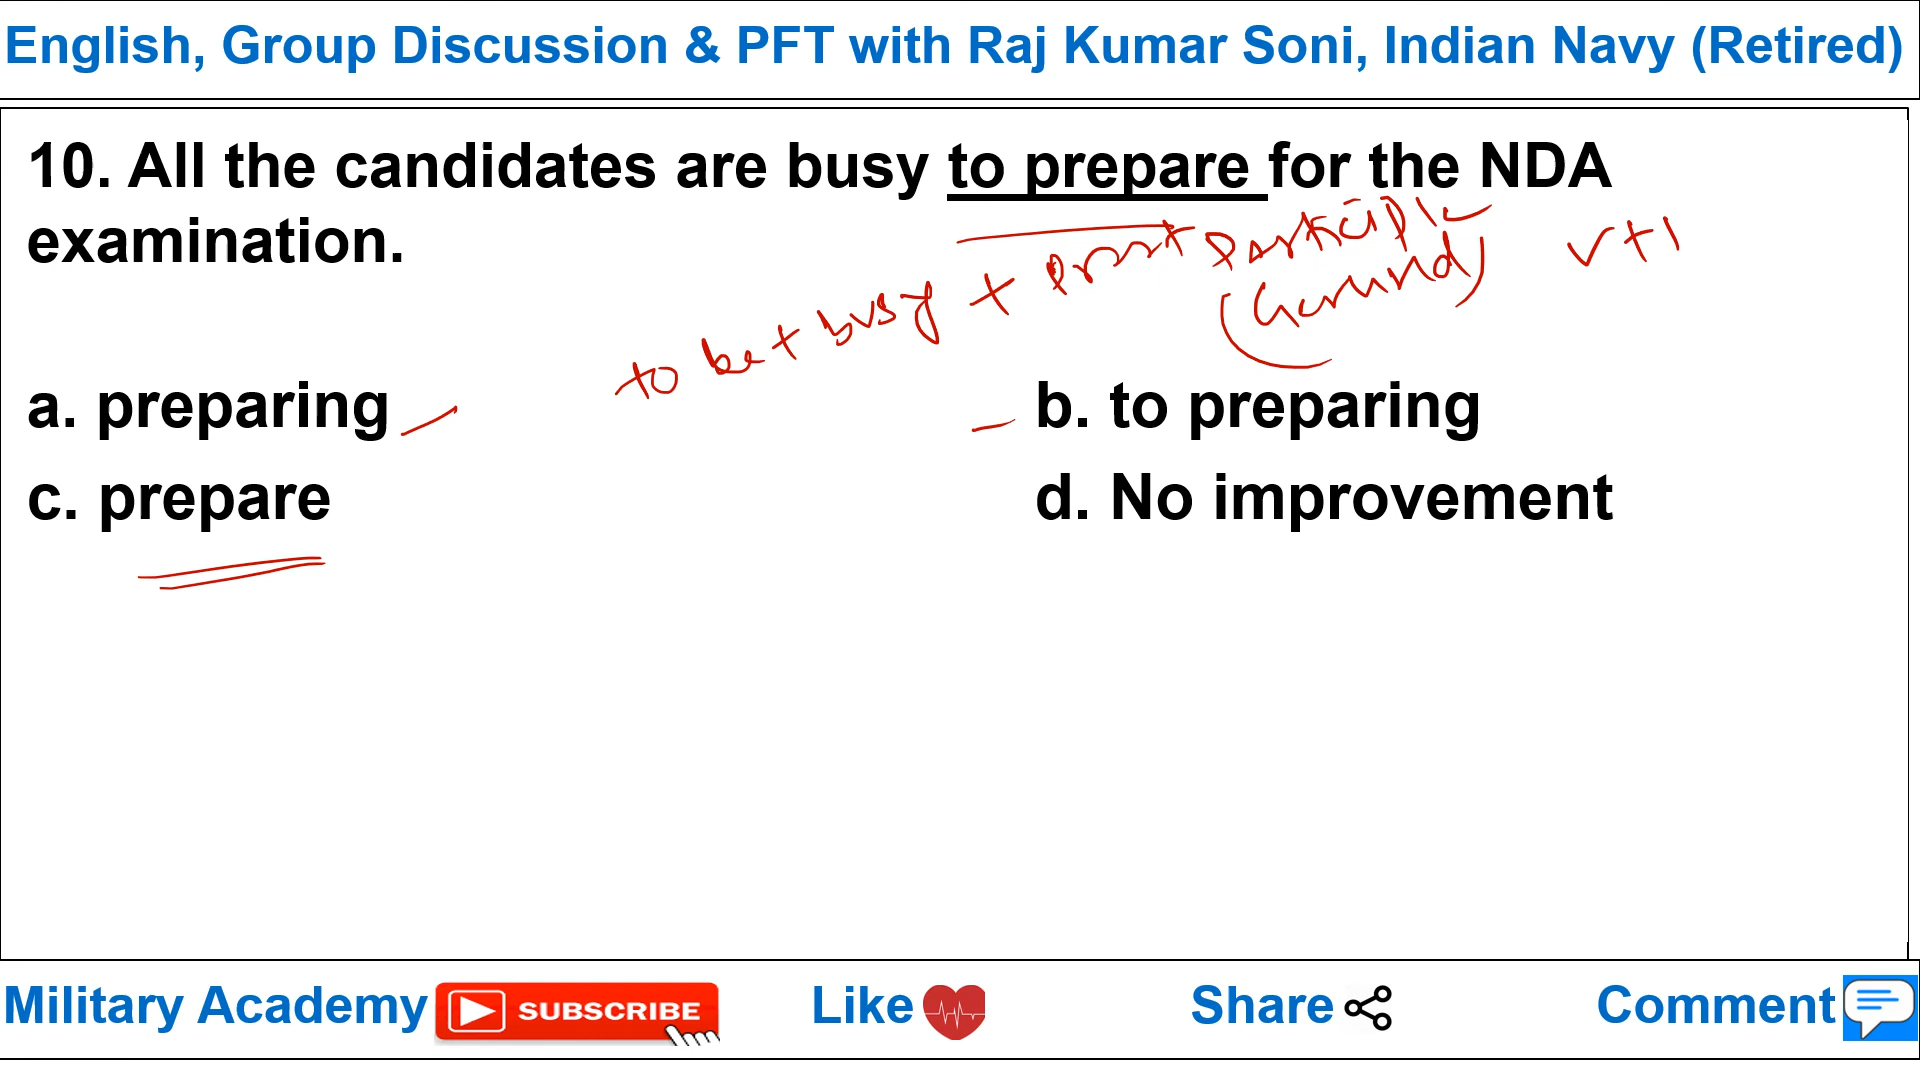 English, Group Discussion & PFT with Raj Kumar Soni, Indian Navy (Retired)
10. All the candidates are busy to prepare for the NDA
examination.
to be + busy + Present Participle
(Gerund)
V+I
a. preparing
b. to preparing
c. prepare
d. No improvement
Military Academy SUBSCRIBE Like Share Comment